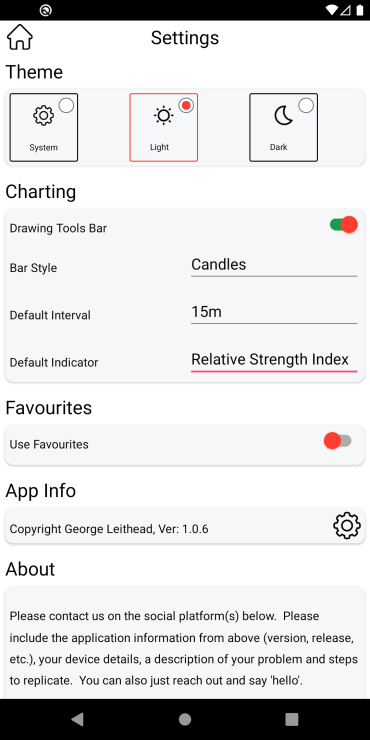 Settings
Theme
System
Light
Dark
Charting
Drawing Tools Bar
Bar Style
Candles
Default Interval
15m
Default Indicator
Relative Strength Index
Favourites
Use Favourites
App Info
Copyright George Leithead, Ver: 1.0.6
About
Please contact us on the social platform(s) below.  Please
include the application information from above (version, release,
etc.), your device details, a description of your problem and steps
to replicate.  You can also just reach out and say 'hello'.